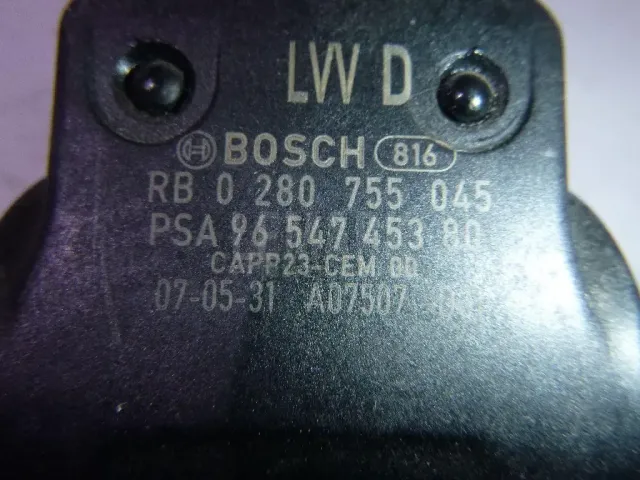 LW D
BOSCH 816
RB 0 280 755 045
PSA 96 547 453 80
CAPP23-CEM 00
07-05-31 A07507